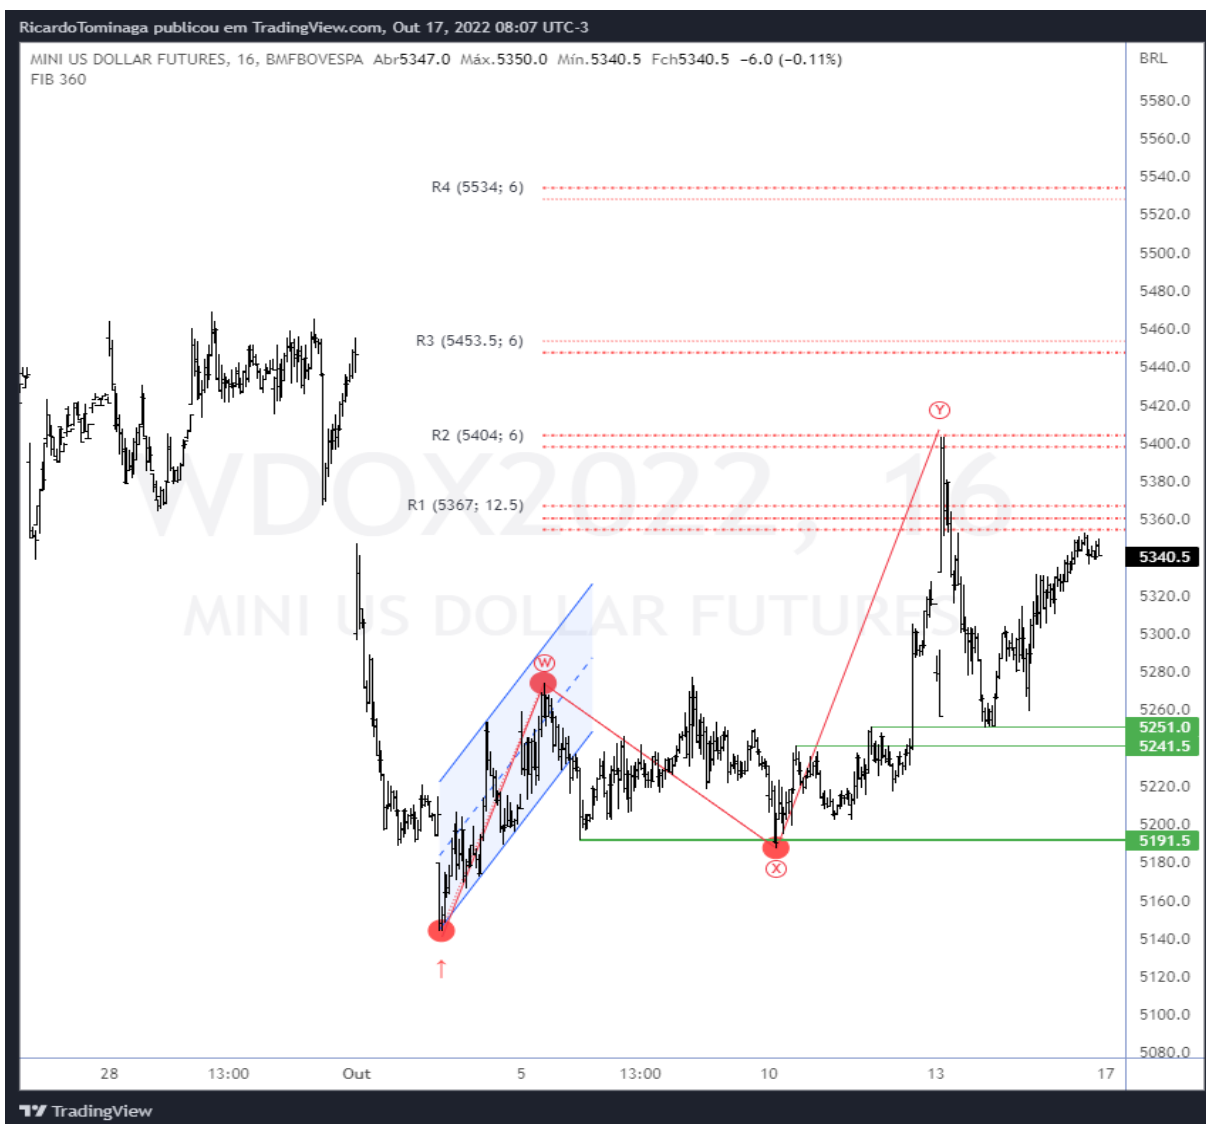 RicardoTominaga publicou em TradingView.com, Out 17, 2022 08:07 UTC-3
MINI US DOLLAR FUTURES, 16, BMFBOVESPA Abr5347.0 Máx.5350.0 Mín.5340.5 Fch5340.5 −6.0 (−0.11%)
FIB 360
BRL
5580.0
5560.0
5540.0
5520.0
5500.0
5480.0
5460.0
5440.0
5420.0
5400.0
5380.0
5360.0
5340.5
5320.0
5300.0
5280.0
5260.0
5251.0
5241.5
5220.0
5200.0
5191.5
5180.0
5160.0
5140.0
5120.0
5100.0
5080.0
R4 (5534; 6)
R3 (5453.5; 6)
R2 (5404; 6)
R1 (5367; 12.5)
WDOX2022, 16
MINI US DOLLAR FUTURES
Y
W
X
28 13:00 Out 5 13:00 10 13 17
TradingView